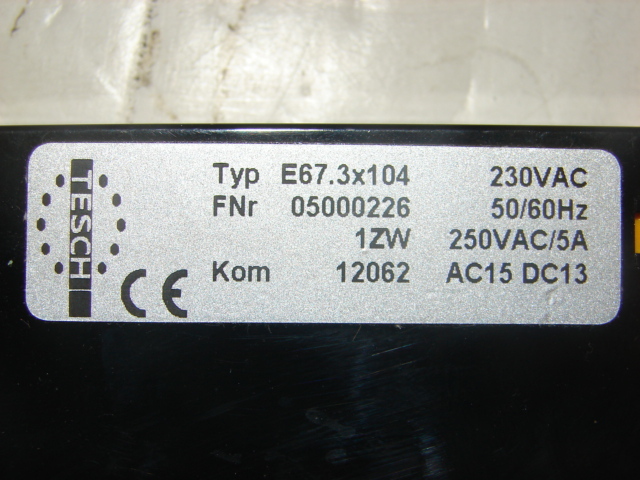 TESCH
Typ E67.3x104 230VAC
FNr 05000226 50/60Hz
1ZW 250VAC/5A
Kom 12062 AC15 DC13
CE